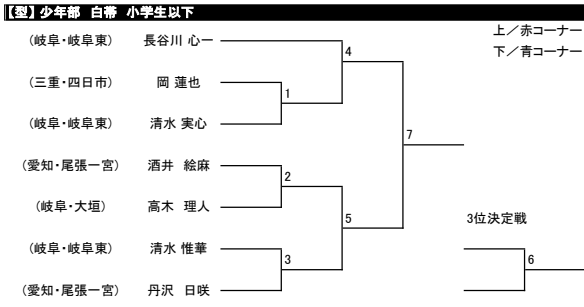 【型】少年部 白帯 小学生以下
上／赤コーナー
下／青コーナー
(岐阜・岐阜東) 長谷川 心一
4
(三重・四日市) 岡 蓮也
1
(岐阜・岐阜東) 清水 実心
7
(愛知・尾張一宮) 酒井 絵麻
2
(岐阜・大垣) 高木 理人
5
3位決定戦
(岐阜・岐阜東) 清水 惟華
3
6
(愛知・尾張一宮) 丹沢 日咲